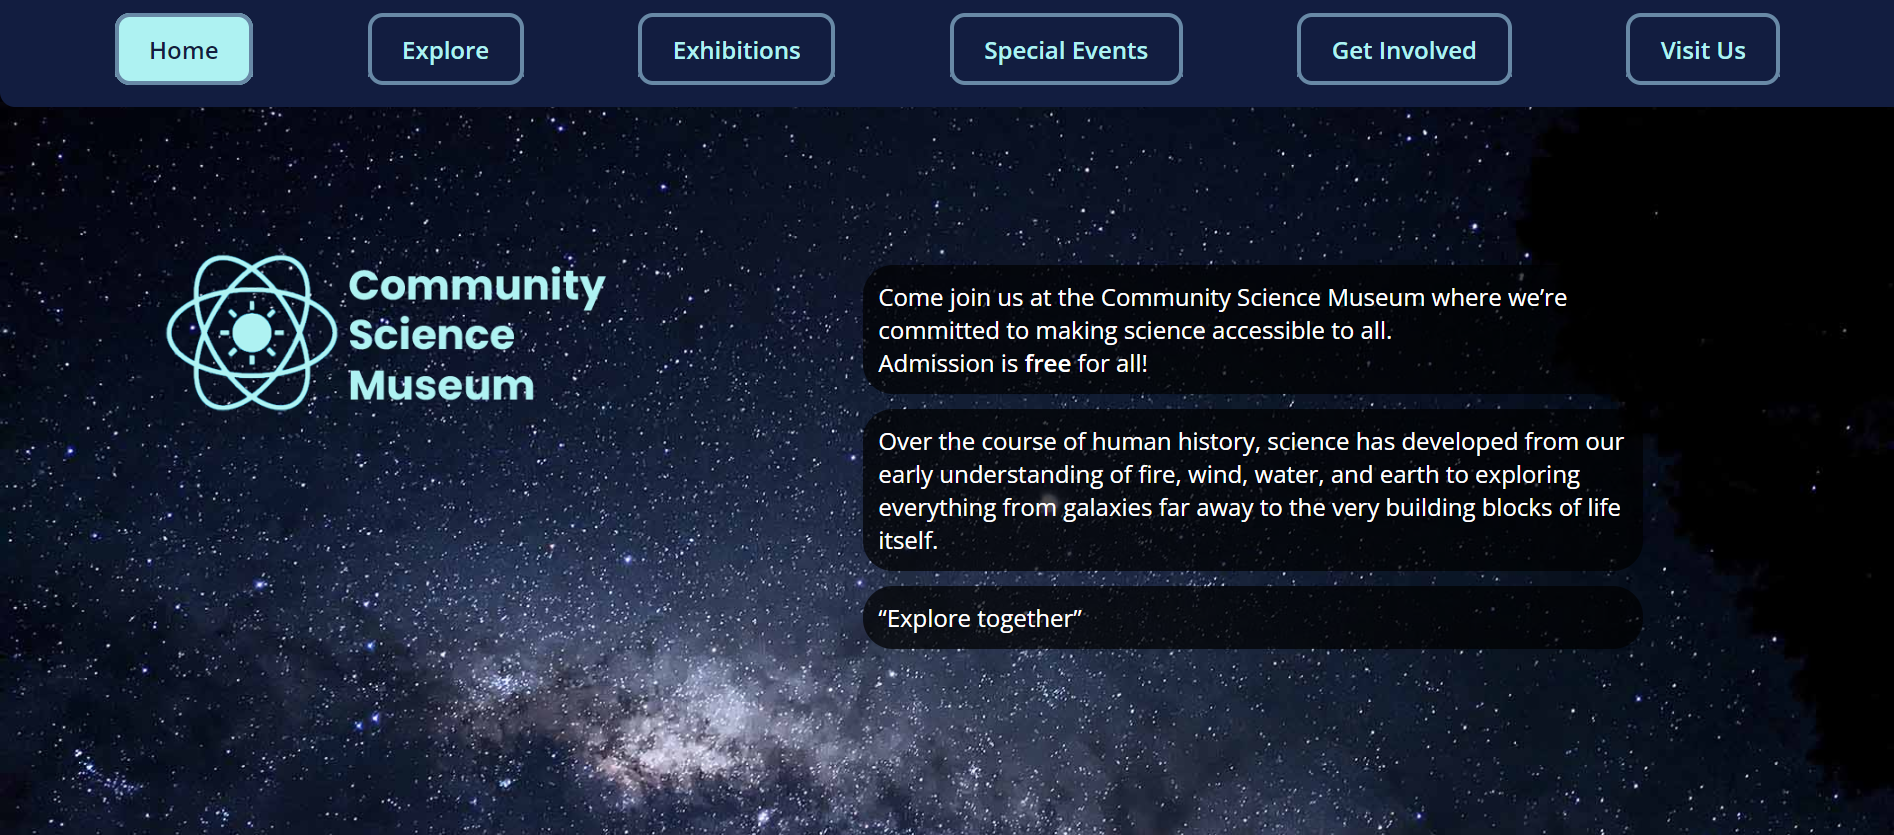 Home
Explore
Exhibitions
Special Events
Get Involved
Visit Us
Community
Science
Museum
Come join us at the Community Science Museum where we’re
committed to making science accessible to all.
Admission is free for all!
Over the course of human history, science has developed from our
early understanding of fire, wind, water, and earth to exploring
everything from galaxies far away to the very building blocks of life
itself.
“Explore together”